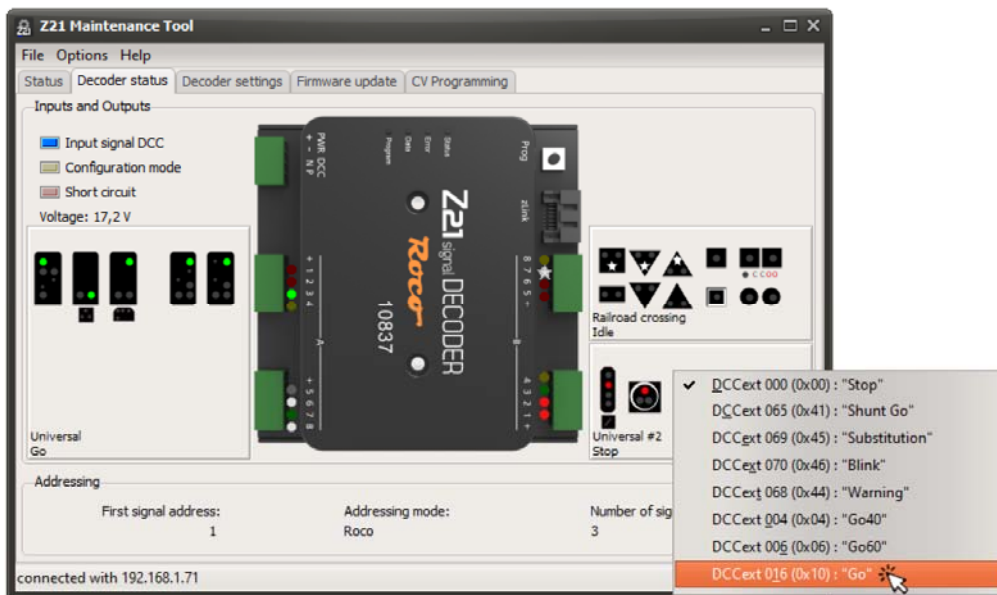 Z21 Maintenance Tool
File Options Help
Status Decoder status Decoder settings Firmware update CV Programming
Inputs and Outputs
Input signal DCC
Configuration mode
Short circuit
Voltage: 17,2 V
PWR DCC
+ - N P
Program
Data
Error
Status
Prog
zLink
Z21 signal DECODER
Roco
10837
+ 1 2 3 4
A
+ 5 6 7 8
8 7 6 5 +
B
4 3 2 1 +
Universal
Go
C C O O
Railroad crossing
Idle
Universal #2
Stop
✓ DCCext 000 (0x00) : "Stop"
DCCext 065 (0x41) : "Shunt Go"
DCCext 069 (0x45) : "Substitution"
DCCext 070 (0x46) : "Blink"
DCCext 068 (0x44) : "Warning"
DCCext 004 (0x04) : "Go40"
DCCext 006 (0x06) : "Go60"
DCCext 016 (0x10) : "Go"
Addressing
First signal address: Addressing mode: Number of sig
1 Roco 3
connected with 192.168.1.71